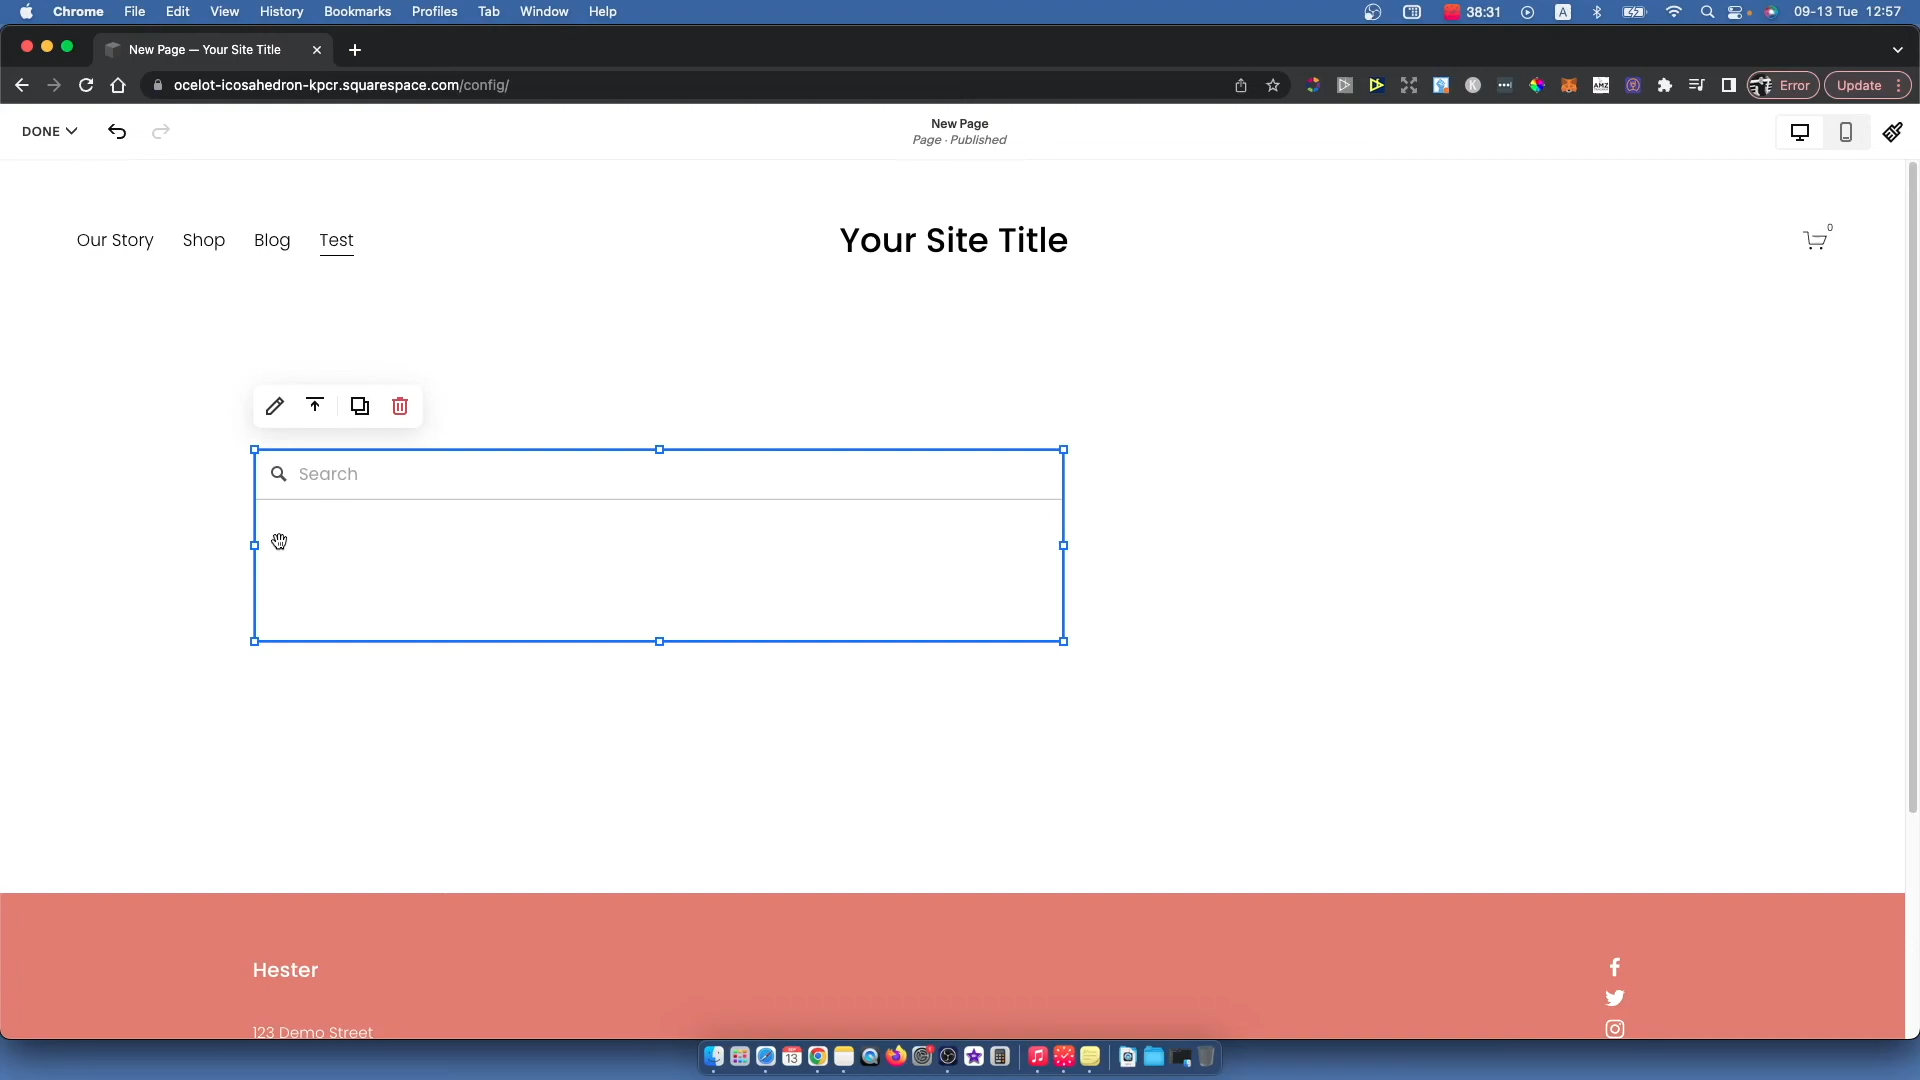 Chrome File Edit View History Bookmarks Profiles Tab Window Help 38:31 A 09-13 Tue 12:57
New Page — Your Site Title
ocelot-icosahedron-kpcr.squarespace.com/config/ K AMZ Error Update
DONE New Page
Page · Published
Our Story Shop Blog Test Your Site Title 0
Search
Hester
123 Demo Street
13